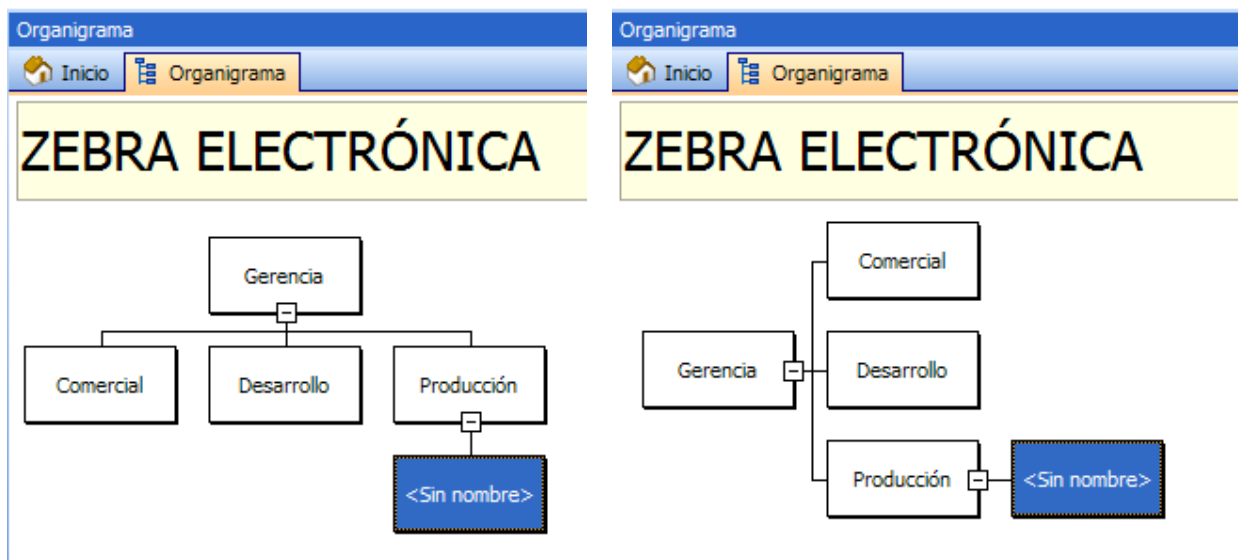 Organigrama
Inicio
Organigrama
ZEBRA ELECTRÓNICA
Gerencia
Comercial
Desarrollo
Producción
<Sin nombre>
Organigrama
Inicio
Organigrama
ZEBRA ELECTRÓNICA
Comercial
Gerencia
Desarrollo
Producción
<Sin nombre>